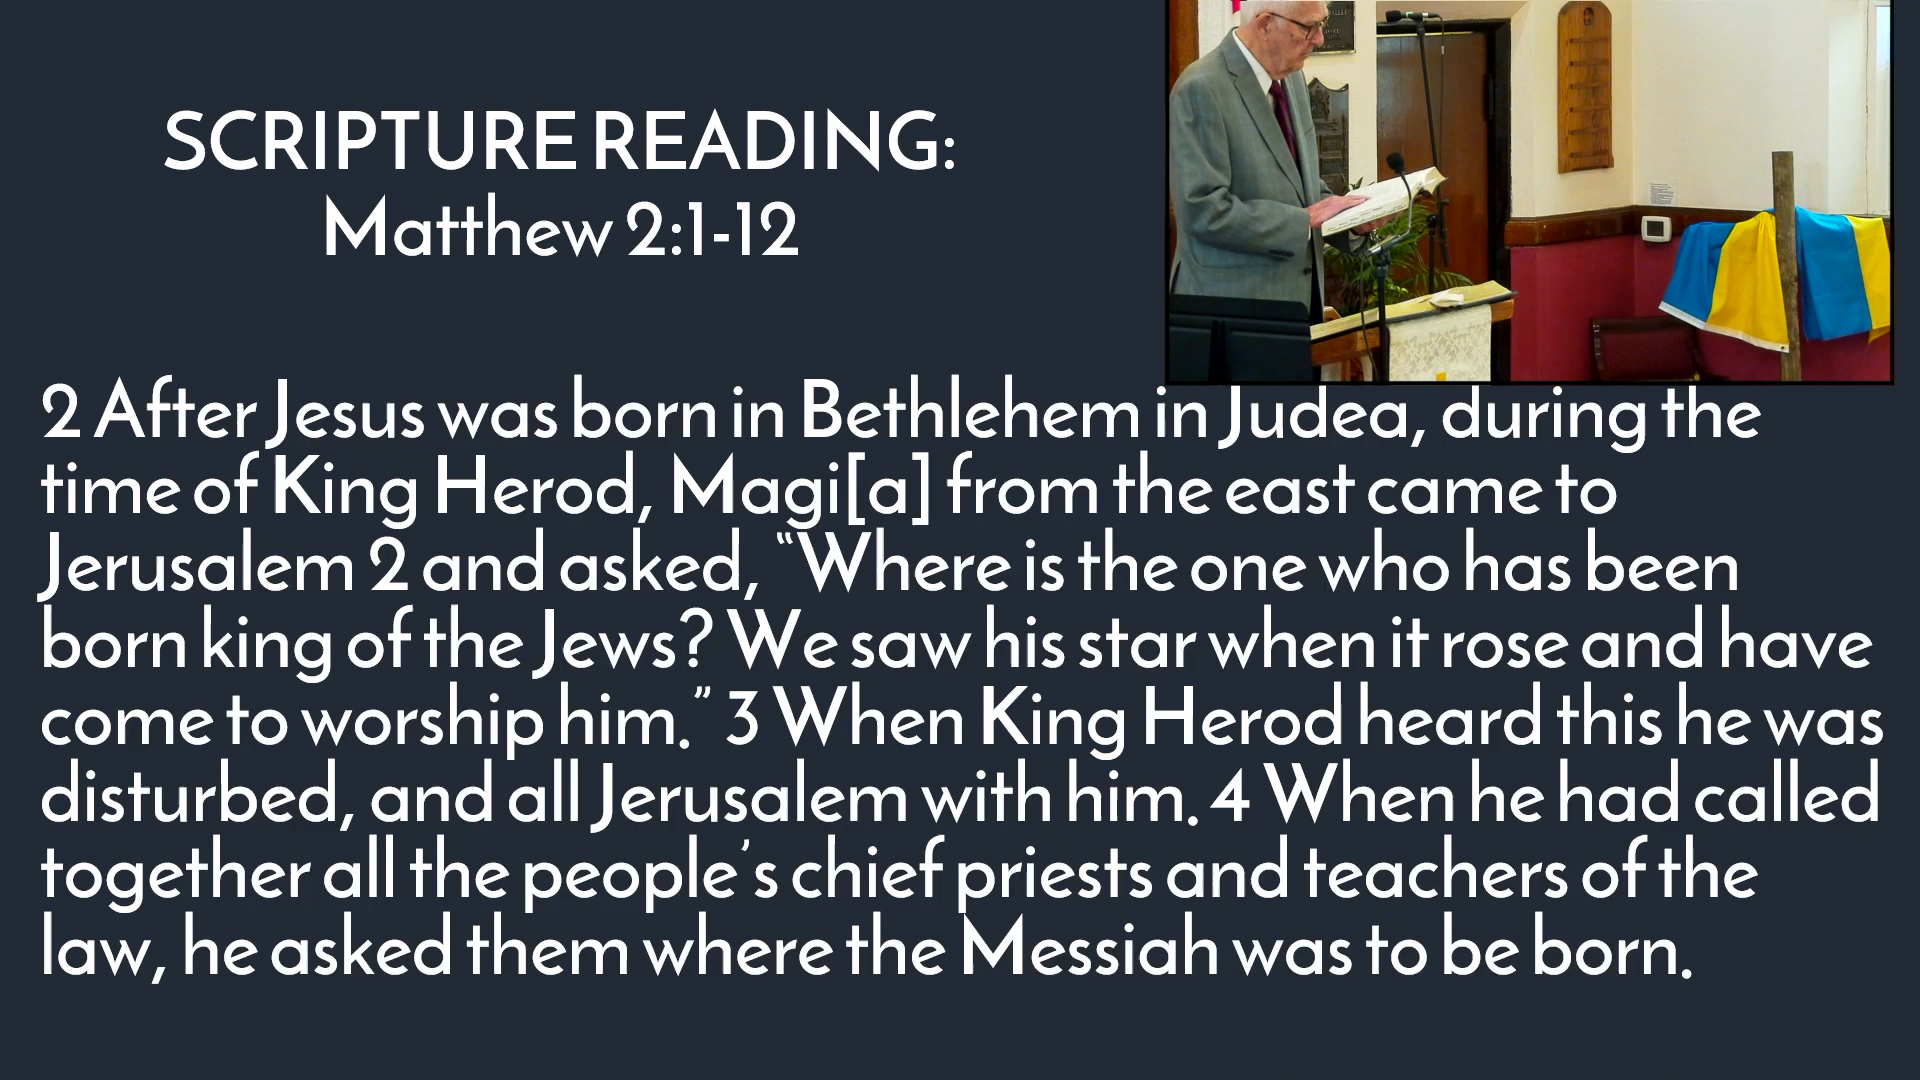 SCRIPTURE READING:
Matthew 2:1-12
2 After Jesus was born in Bethlehem in Judea, during the
time of King Herod, Magi[a] from the east came to
Jerusalem 2 and asked, “Where is the one who has been
born king of the Jews? We saw his star when it rose and have
come to worship him.” 3 When King Herod heard this he was
disturbed, and all Jerusalem with him. 4 When he had called
together all the people’s chief priests and teachers of the
law, he asked them where the Messiah was to be born.